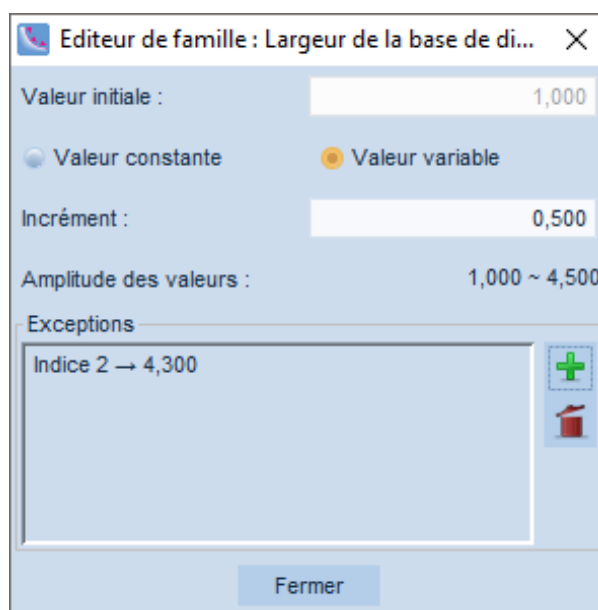 Editeur de famille : Largeur de la base de di...
Valeur initiale : 1,000
Valeur constante Valeur variable
Incrément : 0,500
Amplitude des valeurs : 1,000 ~ 4,500
Exceptions
Indice 2 → 4,300
Fermer